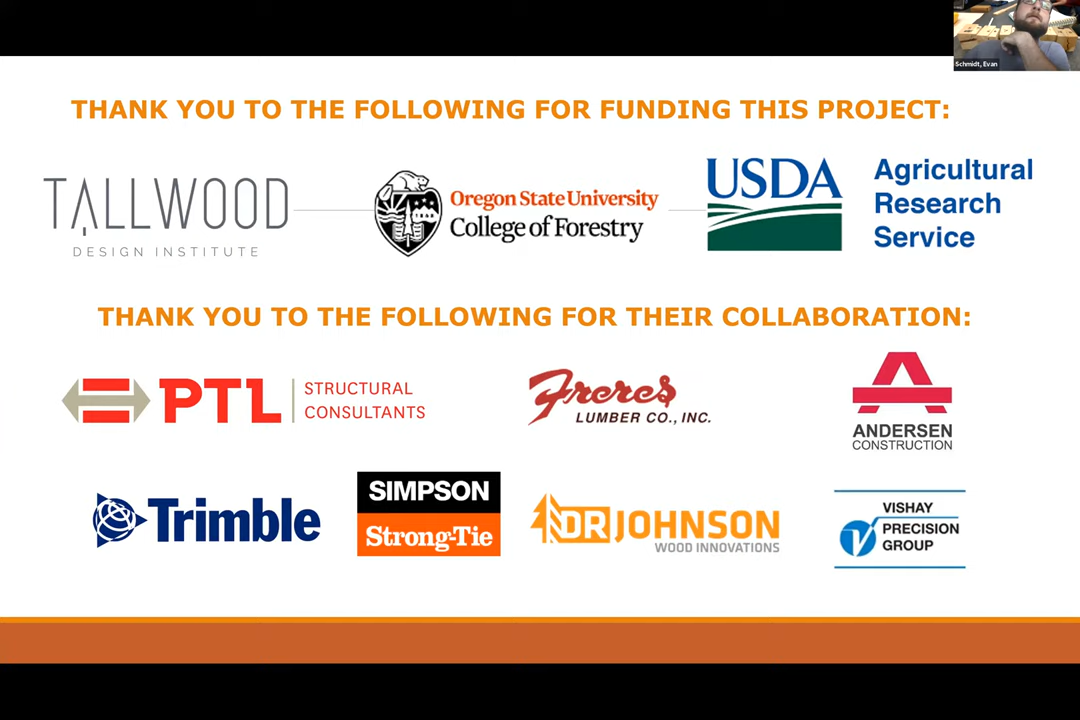 Schmidt, Evan
THANK YOU TO THE FOLLOWING FOR FUNDING THIS PROJECT:
TALLWOOD
DESIGN INSTITUTE
Oregon State University
College of Forestry
USDA
Agricultural
Research
Service
THANK YOU TO THE FOLLOWING FOR THEIR COLLABORATION:
PTL
STRUCTURAL
CONSULTANTS
Freres
LUMBER CO., INC.
ANDERSEN
CONSTRUCTION
Trimble
SIMPSON
Strong-Tie
DR JOHNSON
WOOD INNOVATIONS
VISHAY
PRECISION
GROUP